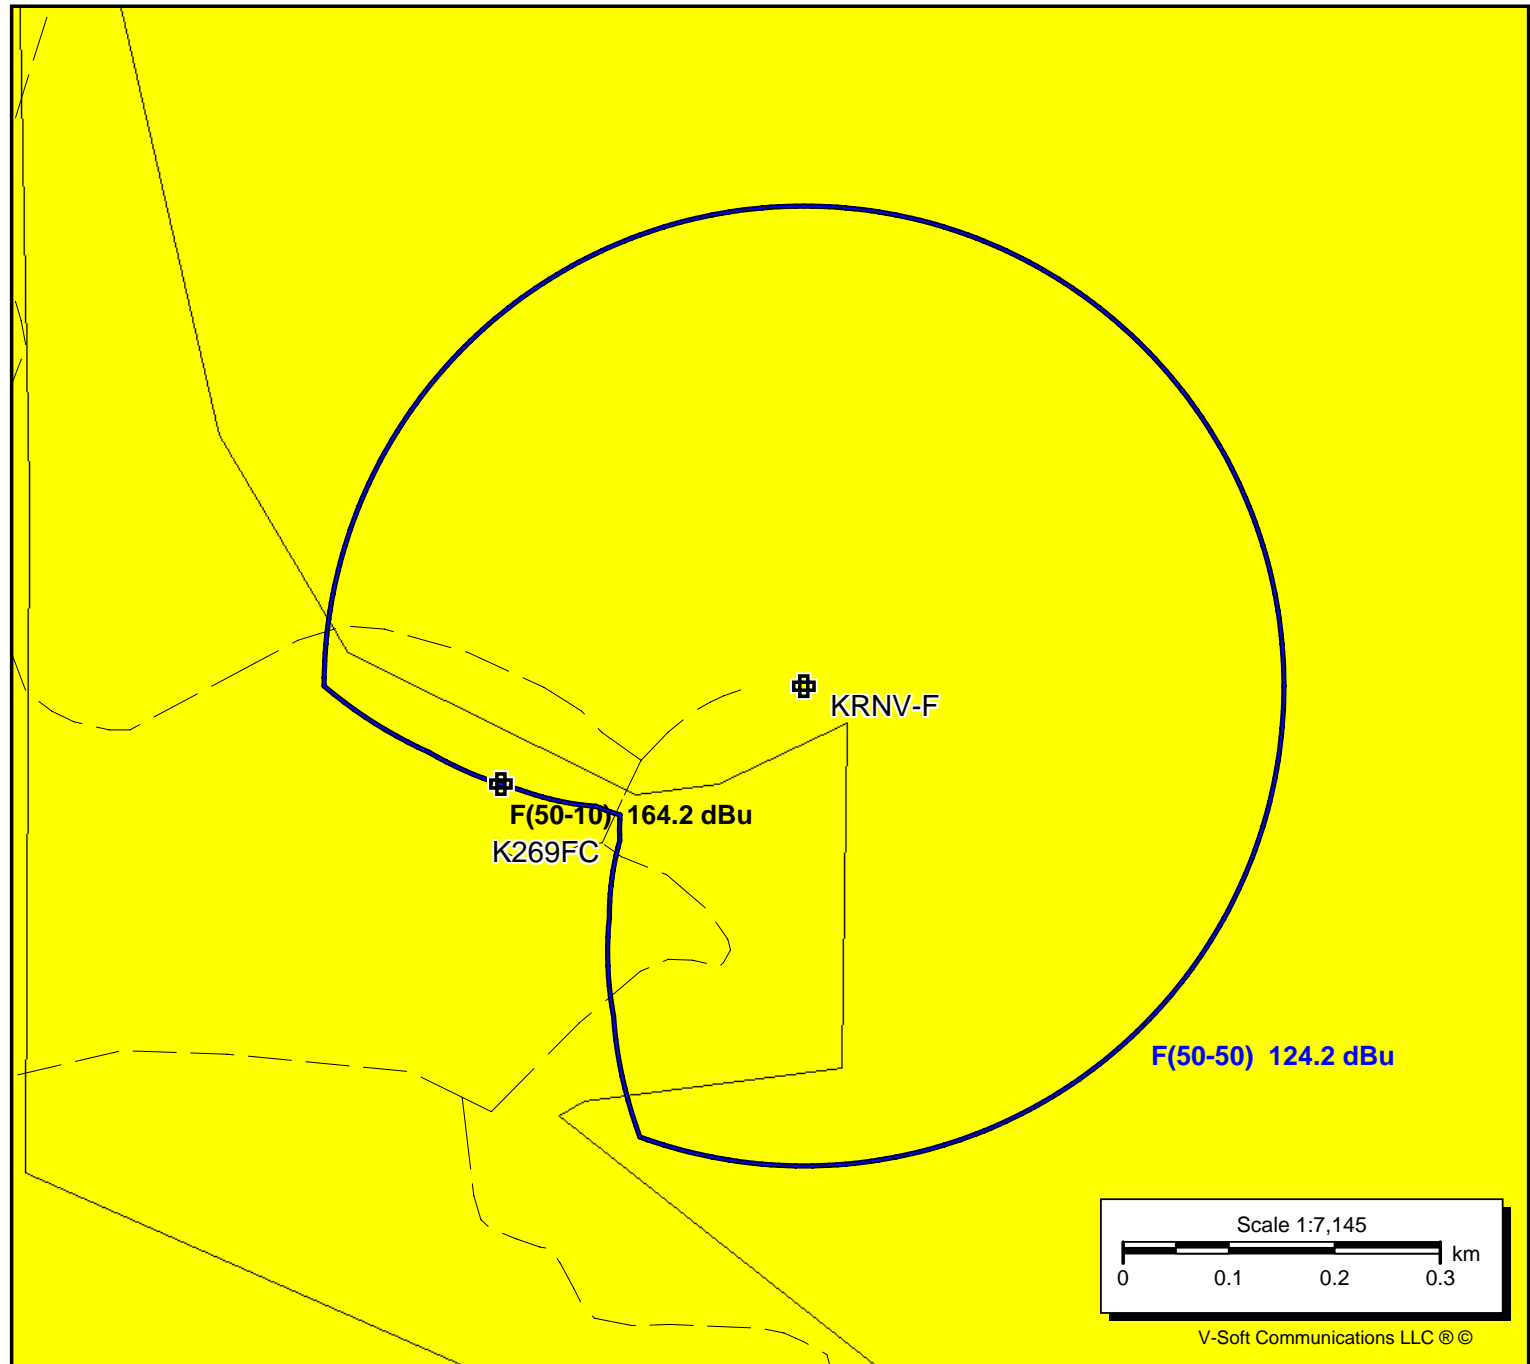 KRNV-F
F(50-10) 164.2 dBu
K269FC
F(50-50) 124.2 dBu
Scale 1:7,145
km
0 0.1 0.2 0.3
V-Soft Communications LLC ® ©